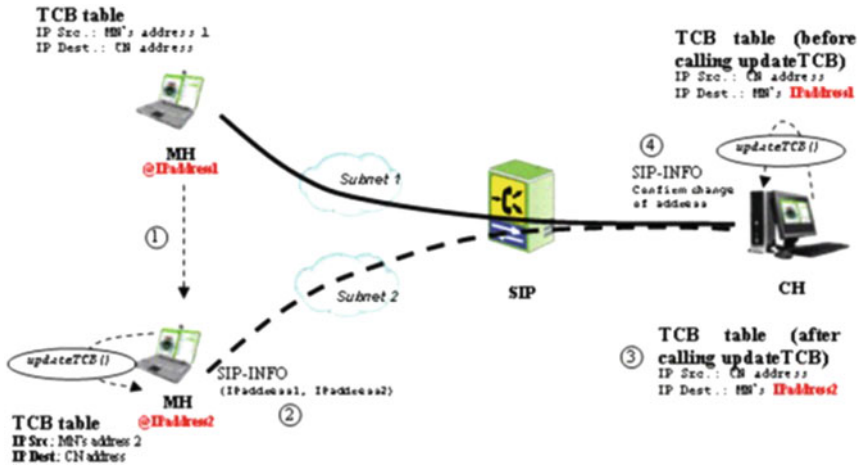 TCB table
IP Src.: MN's address 1
IP Dest.: CN address
MH
@IPaddress1
1
Subnet 1
SIP
TCB table (before
calling updateTCB)
IP Src.: CN address
IP Dest.: MN's IPaddress1
updateTCB()
4
SIP-INFO
Confirm change
of address
CH
Subnet 2
updateTCB()
MH
@IPaddress2
SIP-INFO
(IPaddress1, IPaddress2)
2
TCB table
IP Src: MN's address 2
IP Dest: CN address
3
TCB table (after
calling updateTCB)
IP Src.: CN address
IP Dest.: MN's IPaddress2